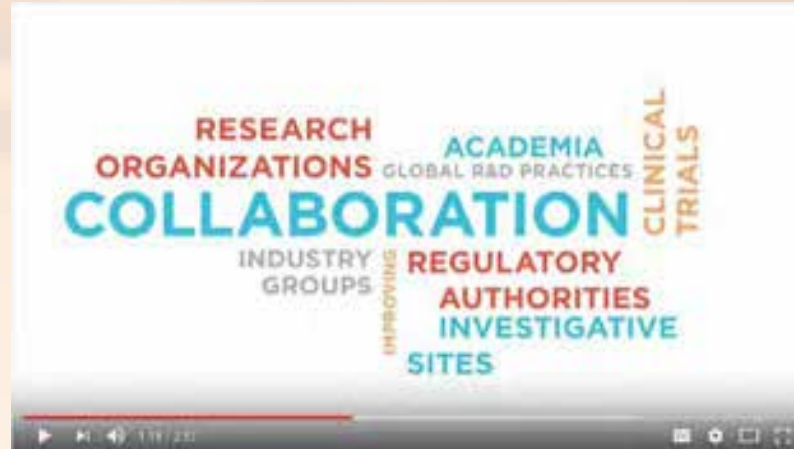 RESEARCH
ORGANIZATIONS
ACADEMIA
GLOBAL R&D PRACTICES
CLINICAL
TRIALS
COLLABORATION
INDUSTRY
GROUPS
IMPROVING
REGULATORY
AUTHORITIES
INVESTIGATIVE
SITES